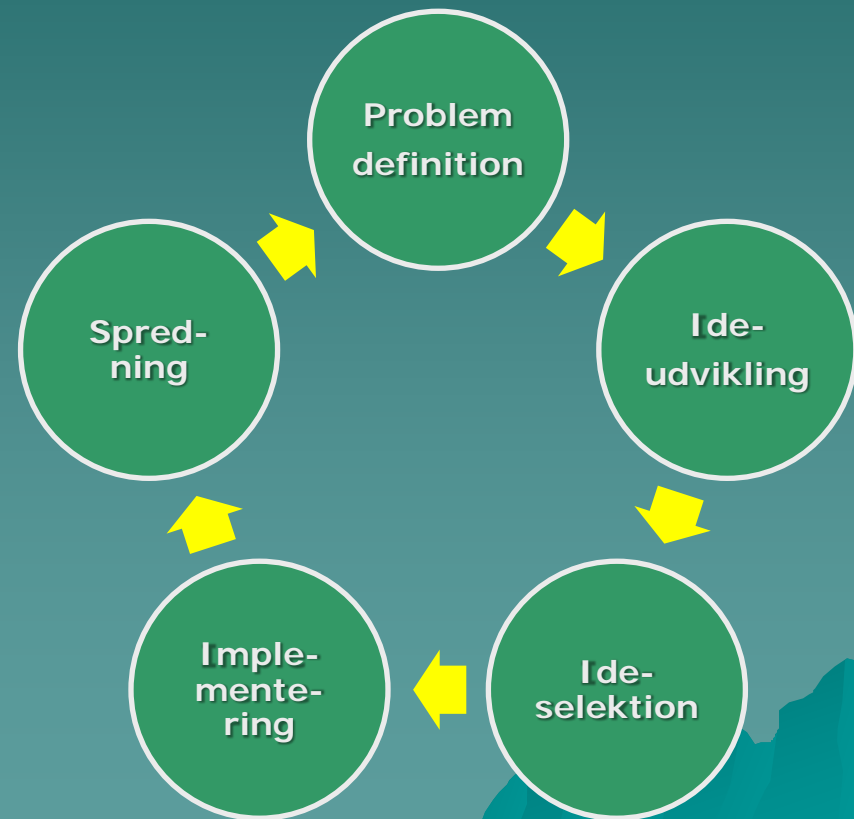 Problem
definition
Ide-
udvikling
Ide-
selektion
Imple-
mente-
ring
Spred-
ning